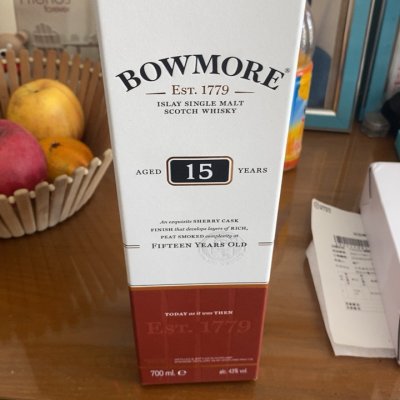 BOWMORE®
EST. 1779
ISLAY SINGLE MALT
SCOTCH WHISKY
AGED 15 YEARS
An exquisite SHERRY CASK
FINISH that develops layers of RICH,
PEAT SMOKED complexity at
FIFTEEN YEARS OLD
TODAY as it was THEN
EST. 1779
700 ml. e alc. 43% vol.